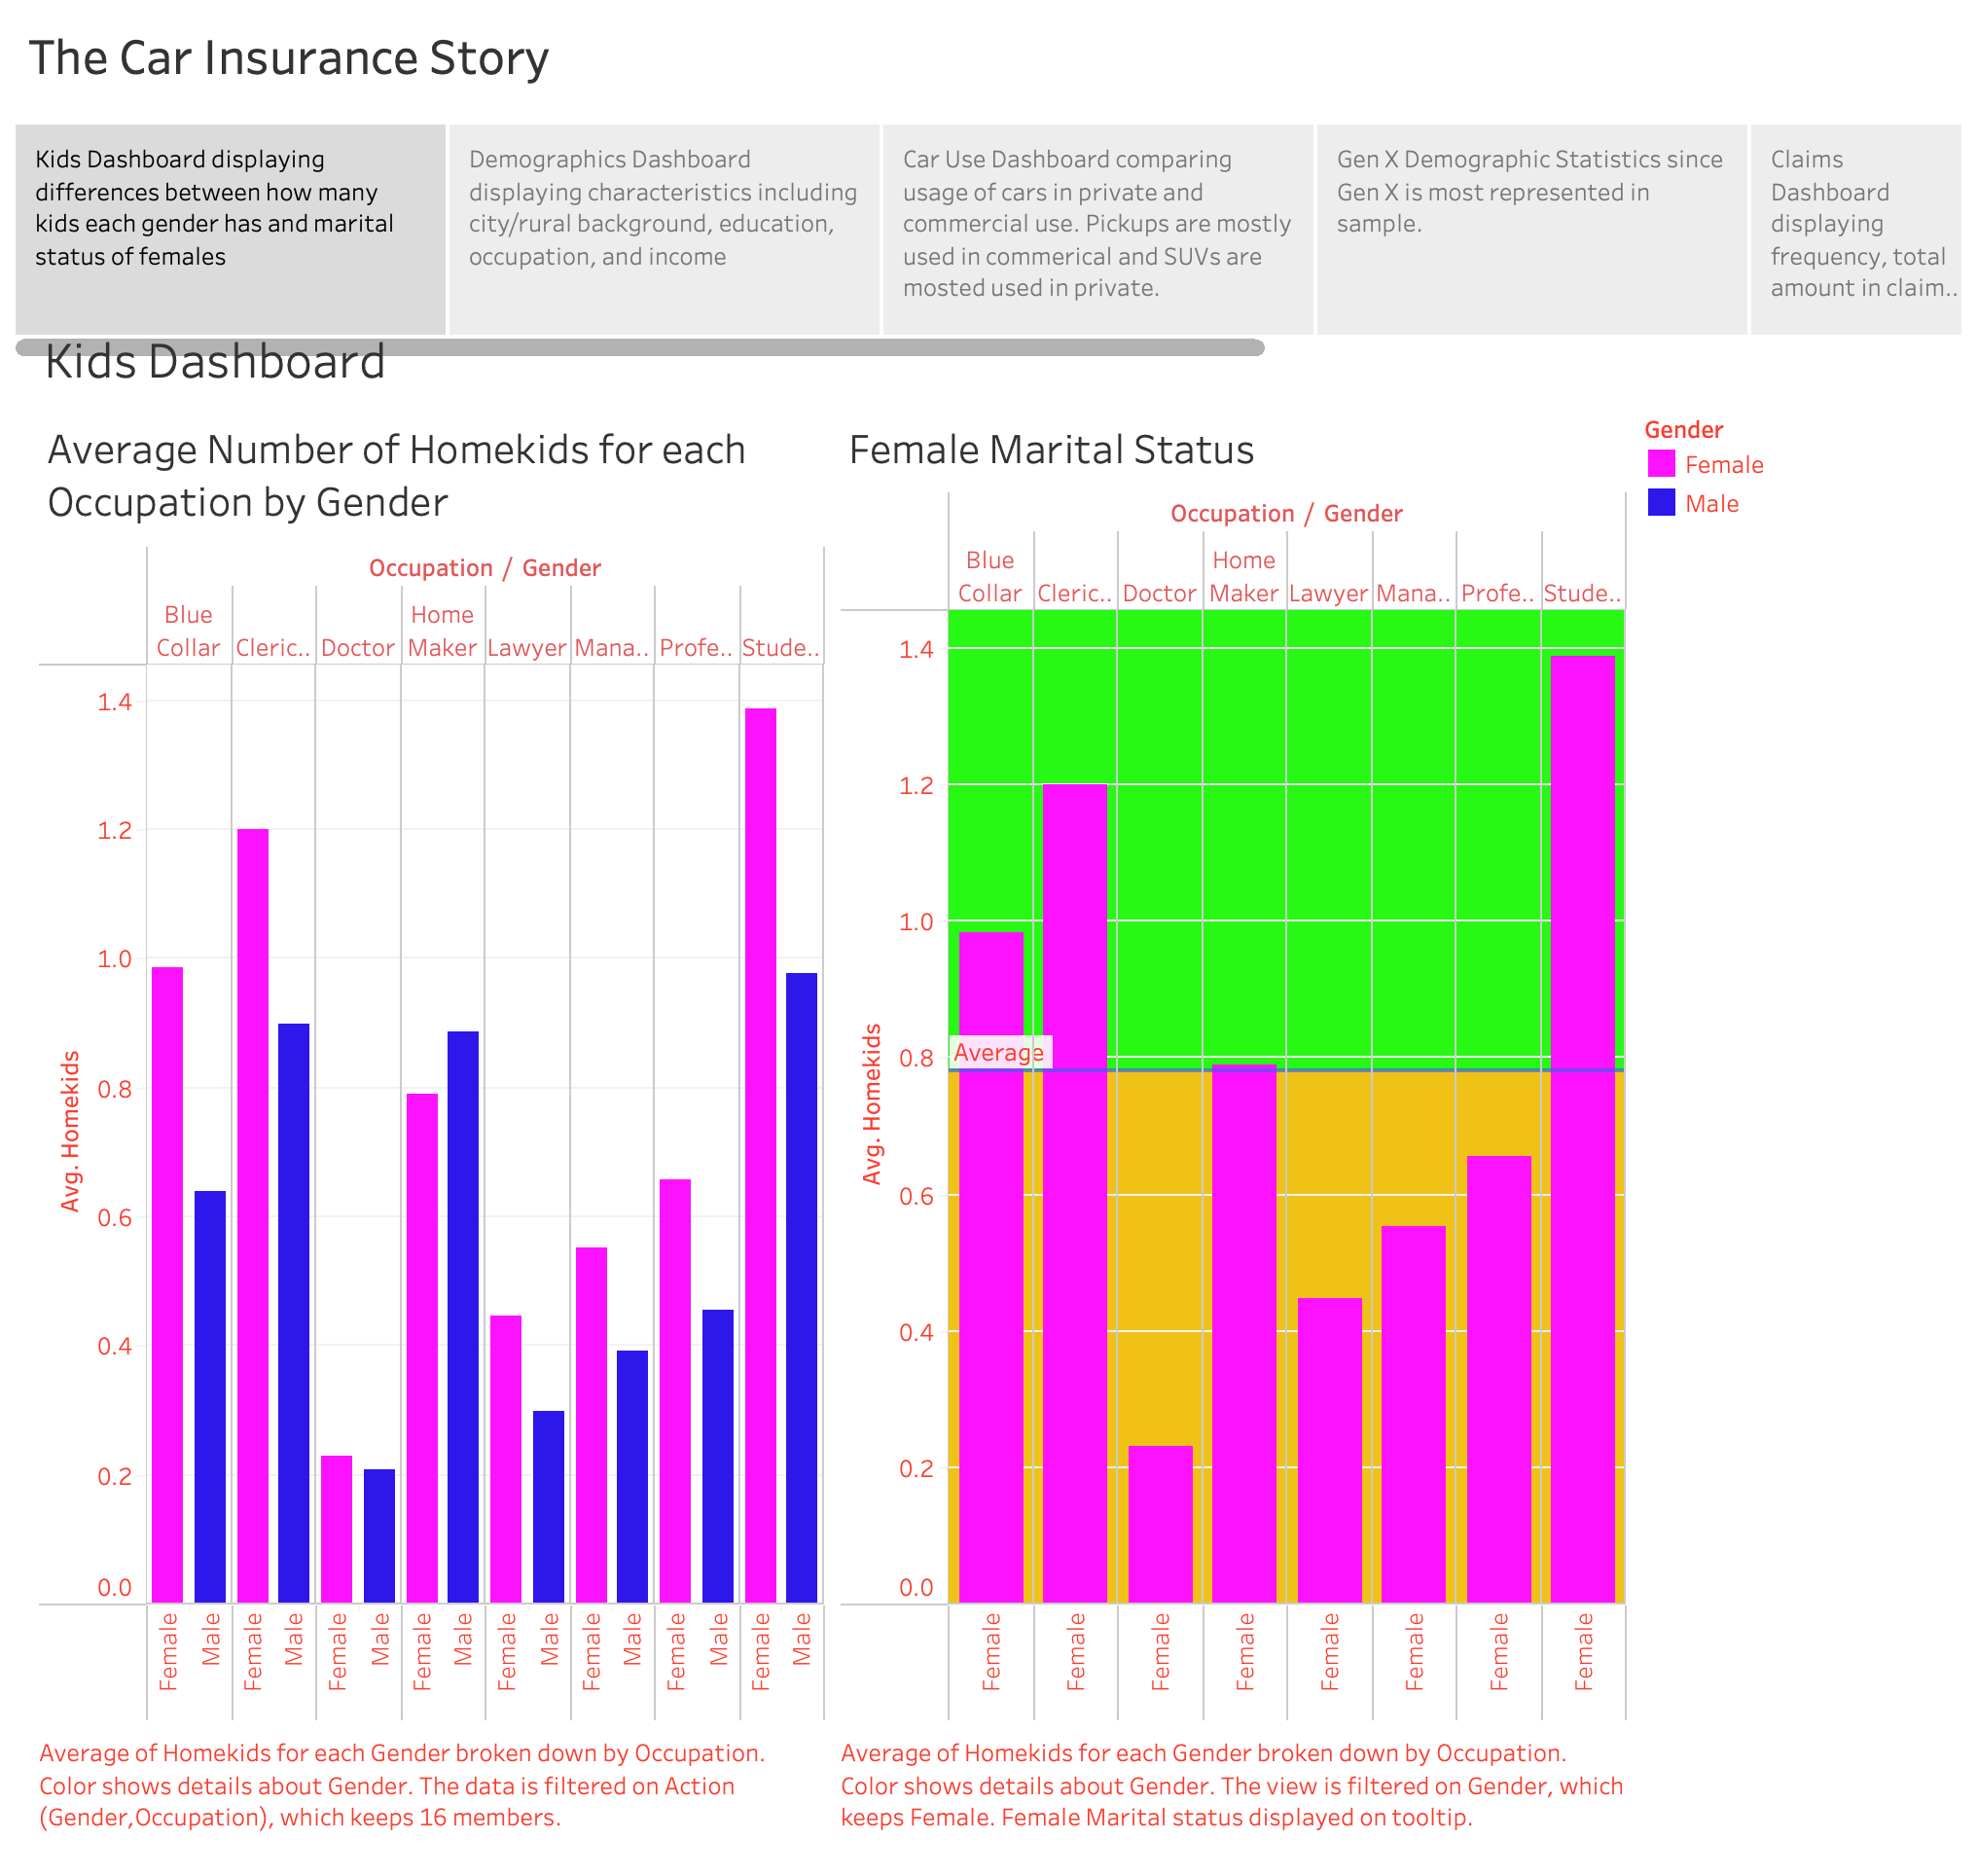 The Car Insurance Story
Kids Dashboard displaying
differences between how many
kids each gender has and marital
status of females
Demographics Dashboard
displaying characteristics including
city/rural background, education,
occupation, and income
Car Use Dashboard comparing
usage of cars in private and
commercial use. Pickups are mostly
used in commerical and SUVs are
mosted used in private.
Gen X Demographic Statistics since
Gen X is most represented in
sample.
Claims
Dashboard
displaying
frequency, total
amount in claim..
Kids Dashboard
Average Number of Homekids for each
Occupation by Gender
Occupation / Gender
Blue
Collar
Cleric..
Doctor
Home
Maker
Lawyer
Mana..
Profe..
Stude..
Avg. Homekids
1.4
1.2
1.0
0.8
0.6
0.4
0.2
0.0
Female
Male
Female
Male
Female
Male
Female
Male
Female
Male
Female
Male
Female
Male
Female
Male
Average of Homekids for each Gender broken down by Occupation.
Color shows details about Gender. The data is filtered on Action
(Gender,Occupation), which keeps 16 members.
Female Marital Status
Occupation / Gender
Blue
Collar
Cleric..
Doctor
Home
Maker
Lawyer
Mana..
Profe..
Stude..
Avg. Homekids
1.4
1.2
1.0
0.8
0.6
0.4
0.2
0.0
Average
Female
Female
Female
Female
Female
Female
Female
Female
Average of Homekids for each Gender broken down by Occupation.
Color shows details about Gender. The view is filtered on Gender, which
keeps Female. Female Marital status displayed on tooltip.
Gender
Female
Male